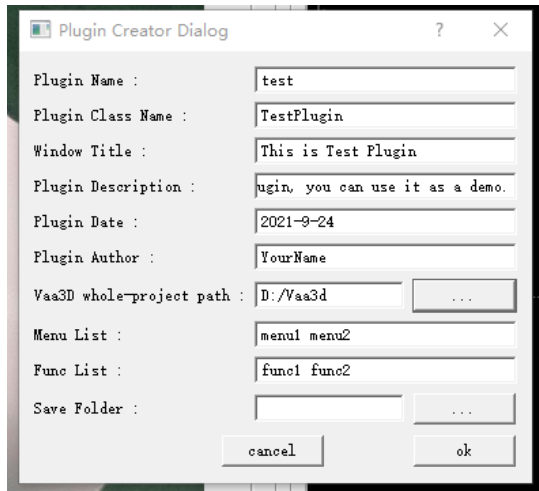 Plugin Creator Dialog ?
Plugin Name : test
Plugin Class Name : TestPlugin
Window Title : This is Test Plugin
Plugin Description : ugin, you can use it as a demo.
Plugin Date : 2021-9-24
Plugin Author : YourName
Vaa3D whole-project path : D:/Vaa3d ...
Menu List : menu1 menu2
Func List : func1 func2
Save Folder : ...
cancel ok